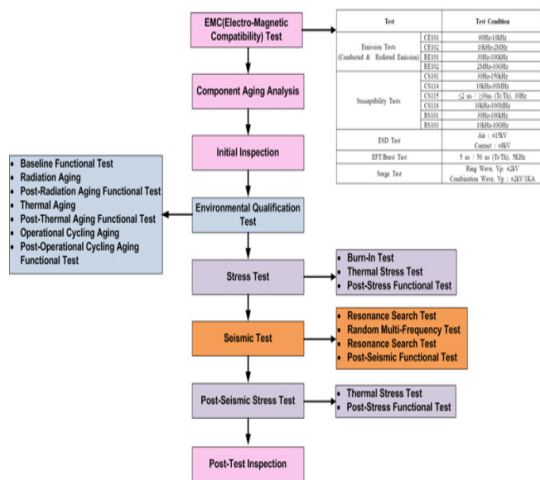 EMC(Electro-Magnetic
Compatibility) Test
Test Test Condition
Emission Tests
(Conducted & Radiated Emission)
CE101 60Hz-10kHz
CE102 10kHz-2MHz
RE101 30Hz-100kHz
RE102 2MHz-10GHz
Susceptibility Tests
CS101 30Hz-150kHz
CS114 10kHz-30MHz
CS115 ≤2 ns / ≥30ns (Tr/Th), 30Hz
CS116 10kHz-100MHz
RS101 30Hz-100kHz
RS103 10kHz-10GHz
ESD Test
Air : ±15kV
Contact : ±8kV
EFT/Burst Test 5 ns / 50 ns (Tr/Th), 5KHz
Surge Test
Ring Wave, Vp: ±2kV
Combination Wave, Vp : ±2kV/1KA
Component Aging Analysis
Initial Inspection
Environmental Qualification
Test
• Baseline Functional Test
• Radiation Aging
• Post-Radiation Aging Functional Test
• Thermal Aging
• Post-Thermal Aging Functional Test
• Operational Cycling Aging
• Post-Operational Cycling Aging
Functional Test
Stress Test
• Burn-In Test
• Thermal Stress Test
• Post-Stress Functional Test
Seismic Test
• Resonance Search Test
• Random Multi-Frequency Test
• Resonance Search Test
• Post-Seismic Functional Test
Post-Seismic Stress Test
• Thermal Stress Test
• Post-Stress Functional Test
Post-Test Inspection